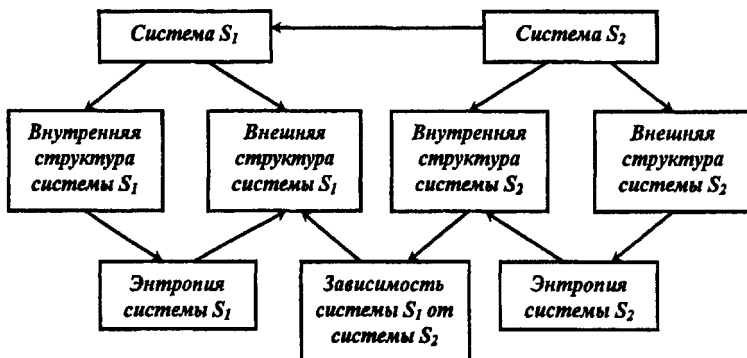 Система S₁
Система S₂
Внутренняя
структура
системы S₁
Внешняя
структура
системы S₁
Внутренняя
структура
системы S₂
Внешняя
структура
системы S₂
Энтропия
системы S₁
Зависимость
системы S₁ от
системы S₂
Энтропия
системы S₂